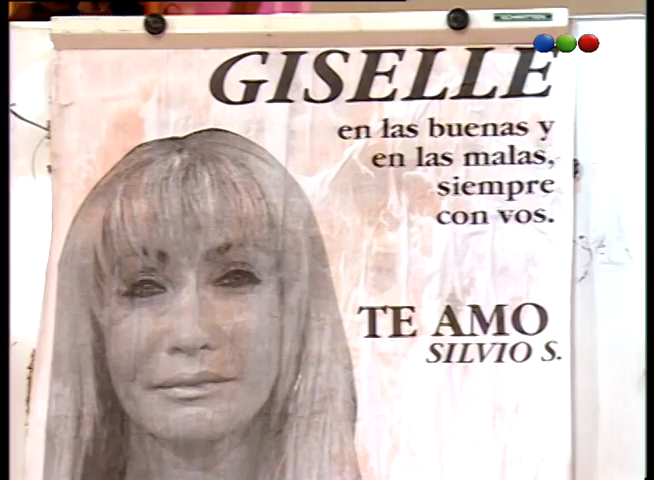 GISELLE
en las buenas y
en las malas,
siempre
con vos.
TE AMO
SILVIO S.